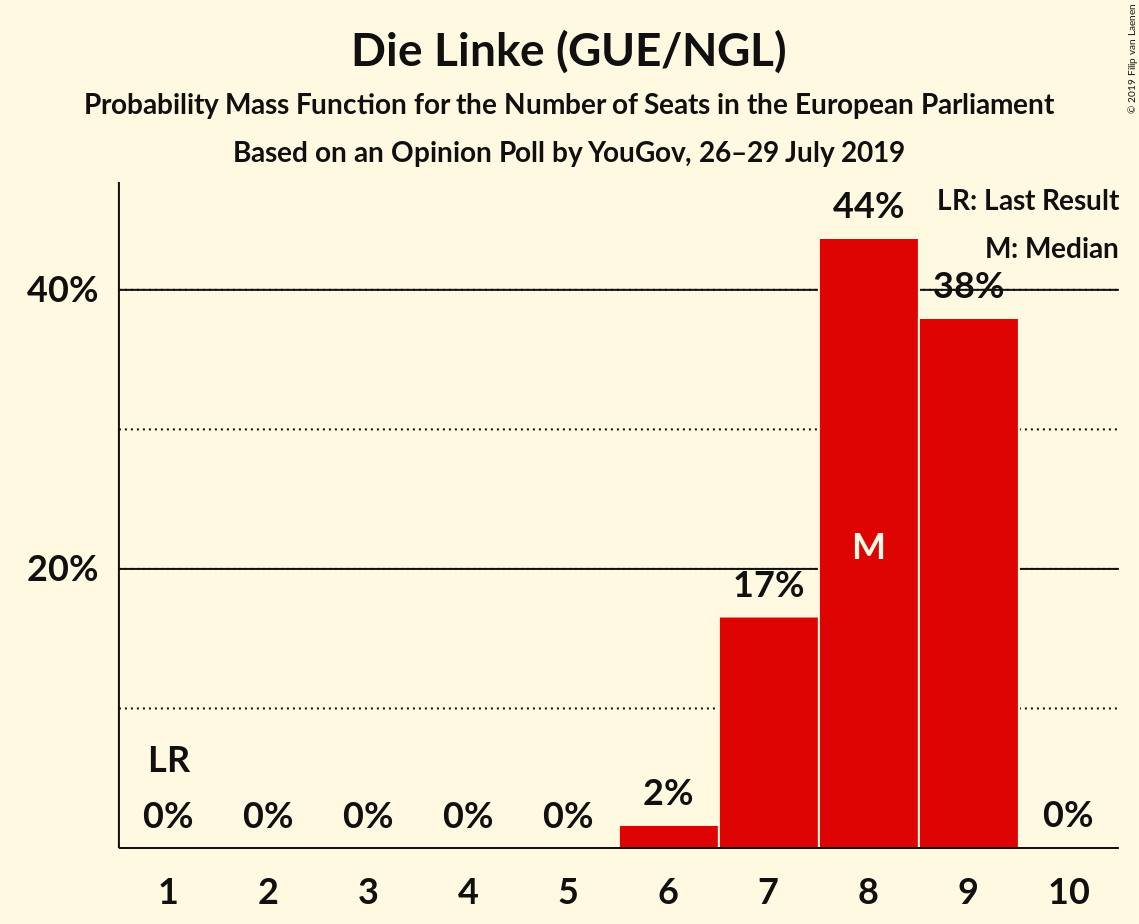 Die Linke (GUE/NGL)
Probability Mass Function for the Number of Seats in the European Parliament
Based on an Opinion Poll by YouGov, 26–29 July 2019
© 2019 Filip van Laenen
LR: Last Result
M: Median
44%
40%
38%
M
20%
17%
LR
2%
0% 0% 0% 0% 0% 0%
1 2 3 4 5 6 7 8 9 10